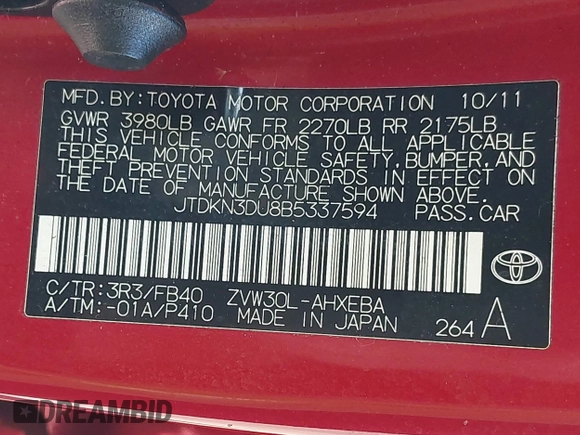 MFD. BY: TOYOTA MOTOR CORPORATION 10/11
GVWR 3980LB GAWR FR 2270LB RR 2175LB
THIS VEHICLE CONFORMS TO ALL APPLICABLE
FEDERAL MOTOR VEHICLE SAFETY, BUMPER, AND
THEFT PREVENTION STANDARDS IN EFFECT ON
THE DATE OF MANUFACTURE SHOWN ABOVE.
JTDKN3DU8B5337594 PASS. CAR
C/TR: 3R3/FB40 ZVW30L-AHXEBA
A/TM: -01A/P410 MADE IN JAPAN 264 A
DREAMBID